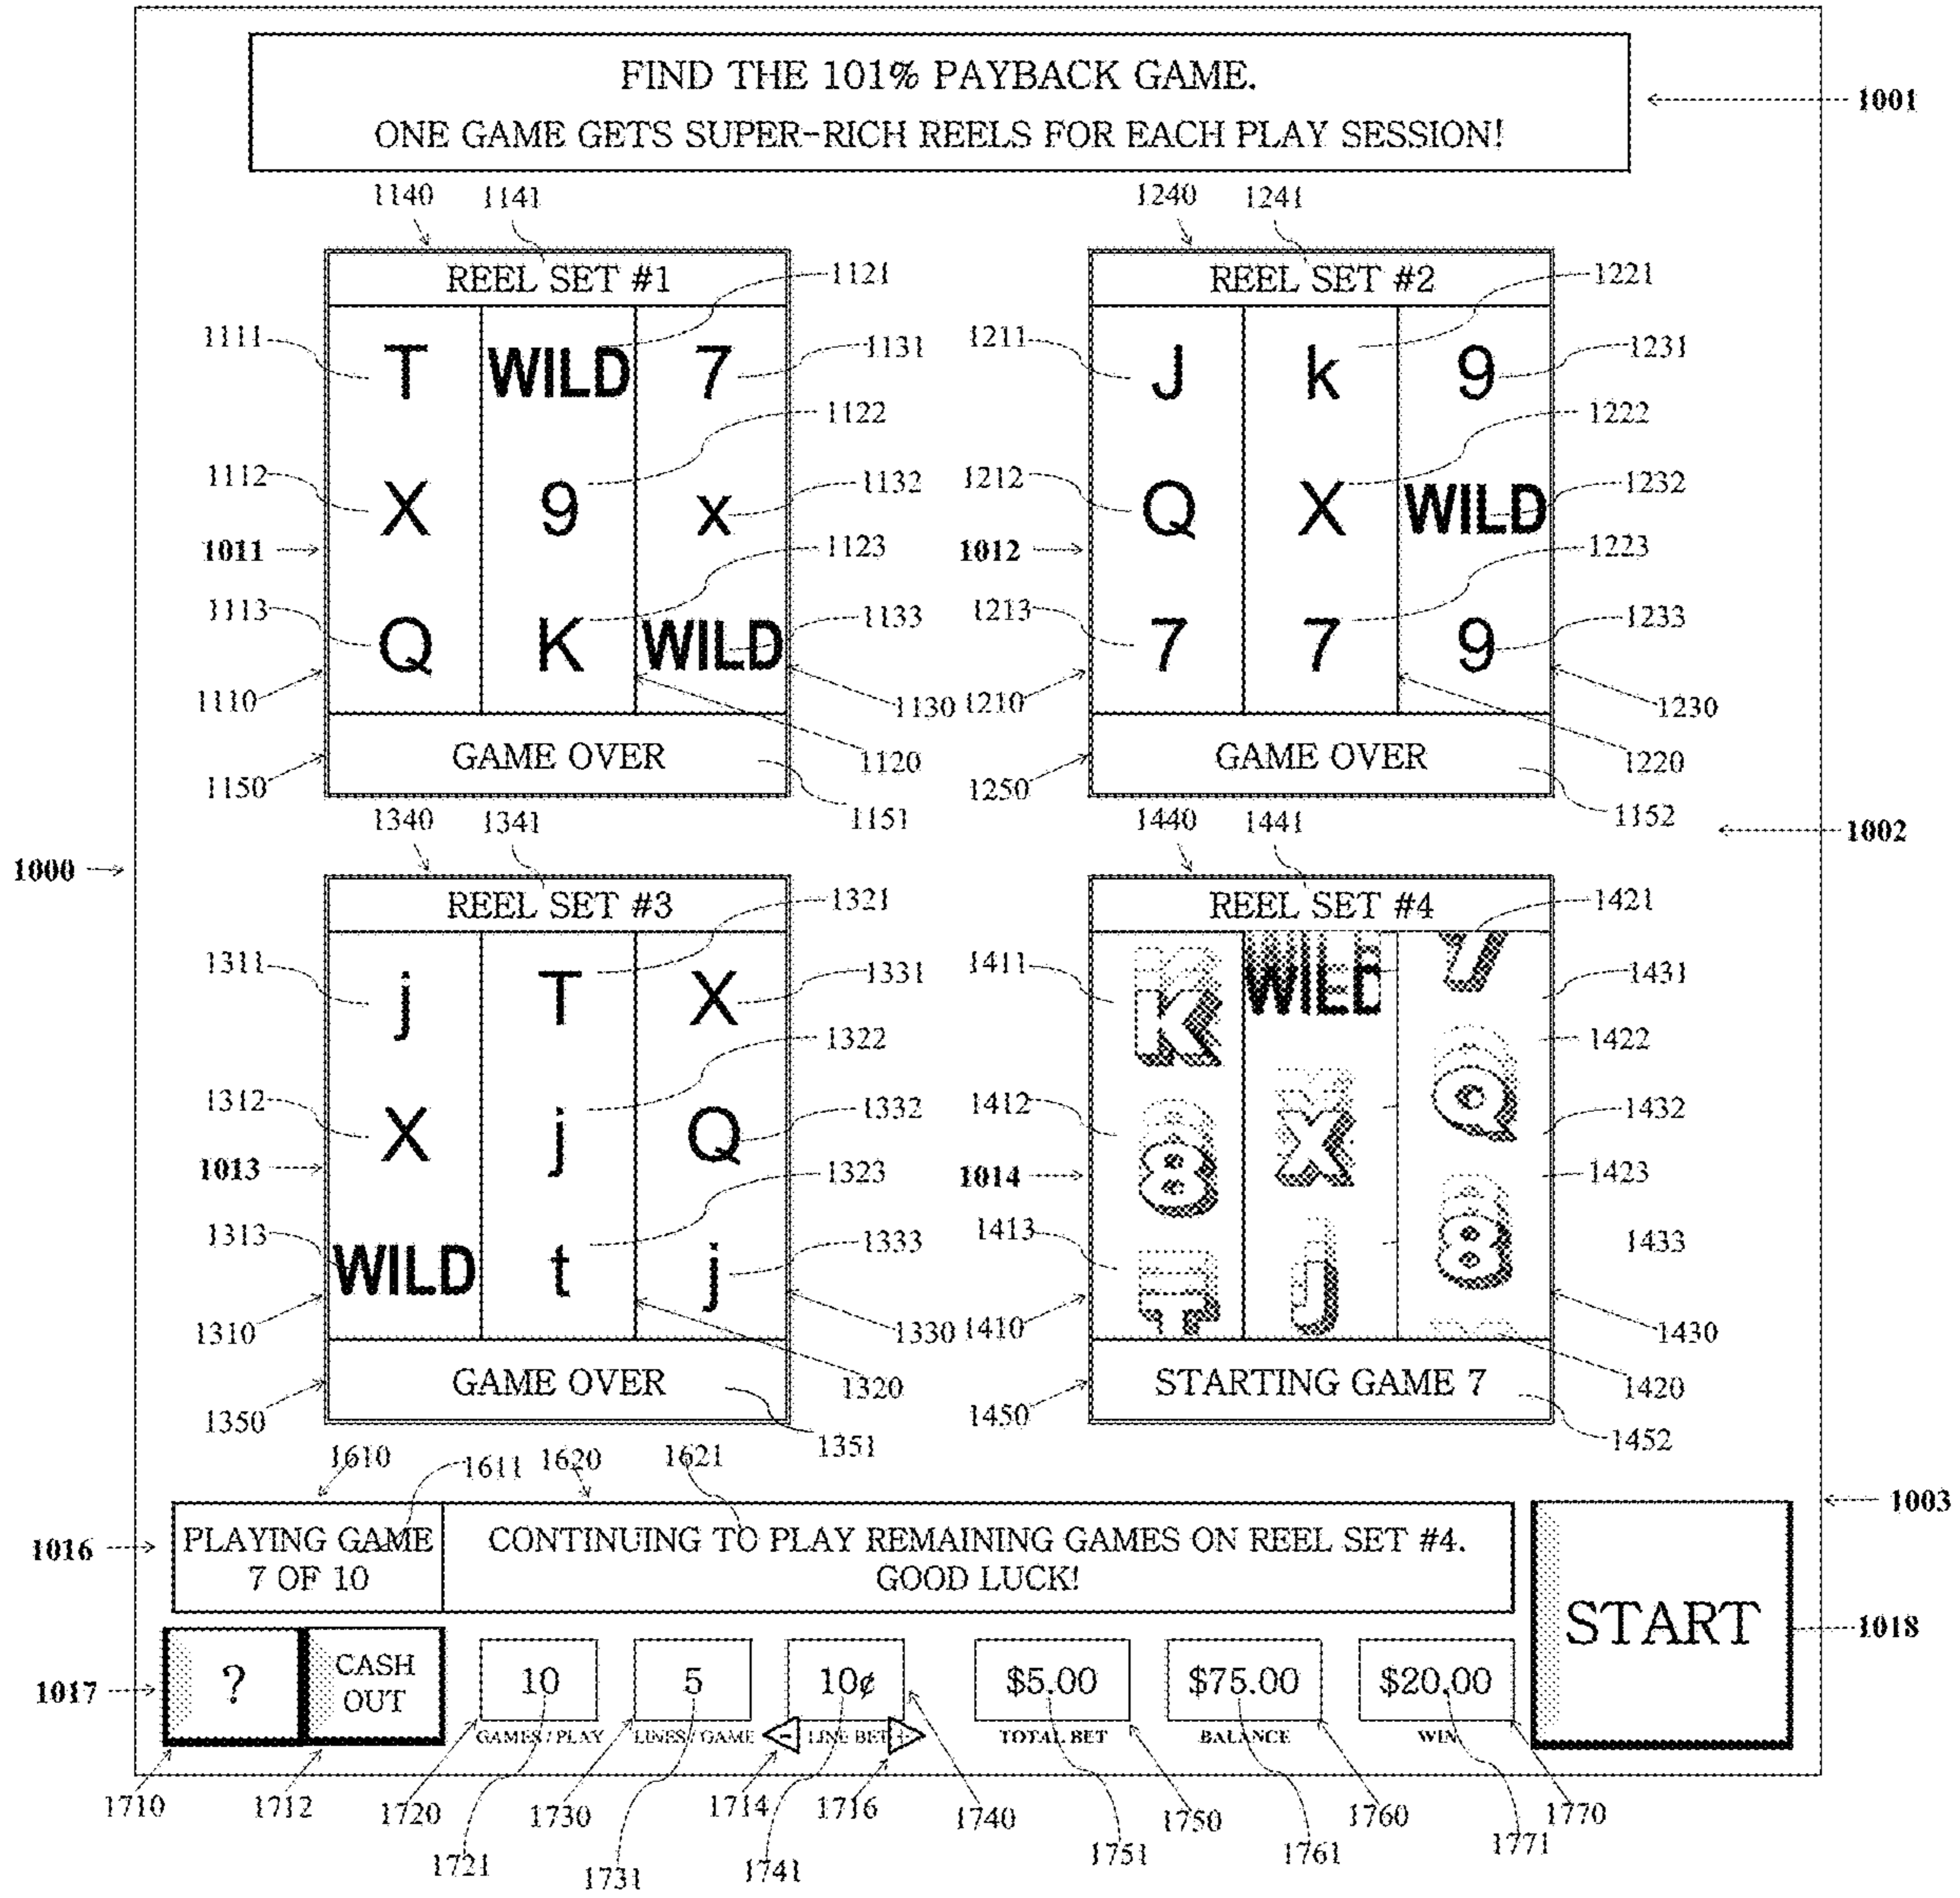 FIND THE 101% PAYBACK GAME.
1001
ONE GAME GETS SUPER-RICH REELS FOR EACH PLAY SESSION!
1140 1141 1240 1241
REEL SET #1 1121 REEL SET #2 1221
1111 T WILD 7 1131 1211 J k 9 1231
1122 1222
1112 X 9 x 1132 1212 Q X WILD 1232
1011 1123 1012 1223
1113 Q K WILD 1133 1213 7 7 9 1233
1110 1130 1210 1230
1150 GAME OVER 1120 1250 GAME OVER 1220
1340 1341 1151 1440 1441 1152
1000 1002
REEL SET #3 1321 REEL SET #4 1421
1311 j T X 1331 1411 K WILD 7 1431
1322 1422
1312 X j Q 1332 1412 8 X Q 1432
1013 1323 1014 1423
1313 WILD t j 1333 1413 T J 8 1433
1310 1330 1410 1430
1350 GAME OVER 1320 1450 STARTING GAME 7 1420
1351 1452
1610 1611 1620 1621
1003
1016 PLAYING GAME CONTINUING TO PLAY REMAINING GAMES ON REEL SET #4.
7 OF 10 GOOD LUCK!
START 1018
1017 ? CASH OUT 10 5 10¢ $5.00 $75.00 $20.00
GAMES / PLAY LINES / GAME - LINE BET + TOTAL BET BALANCE WIN
1710 1712 1720 1730 1714 1716 1740 1750 1760 1770
1721 1731 1741 1751 1761 1771